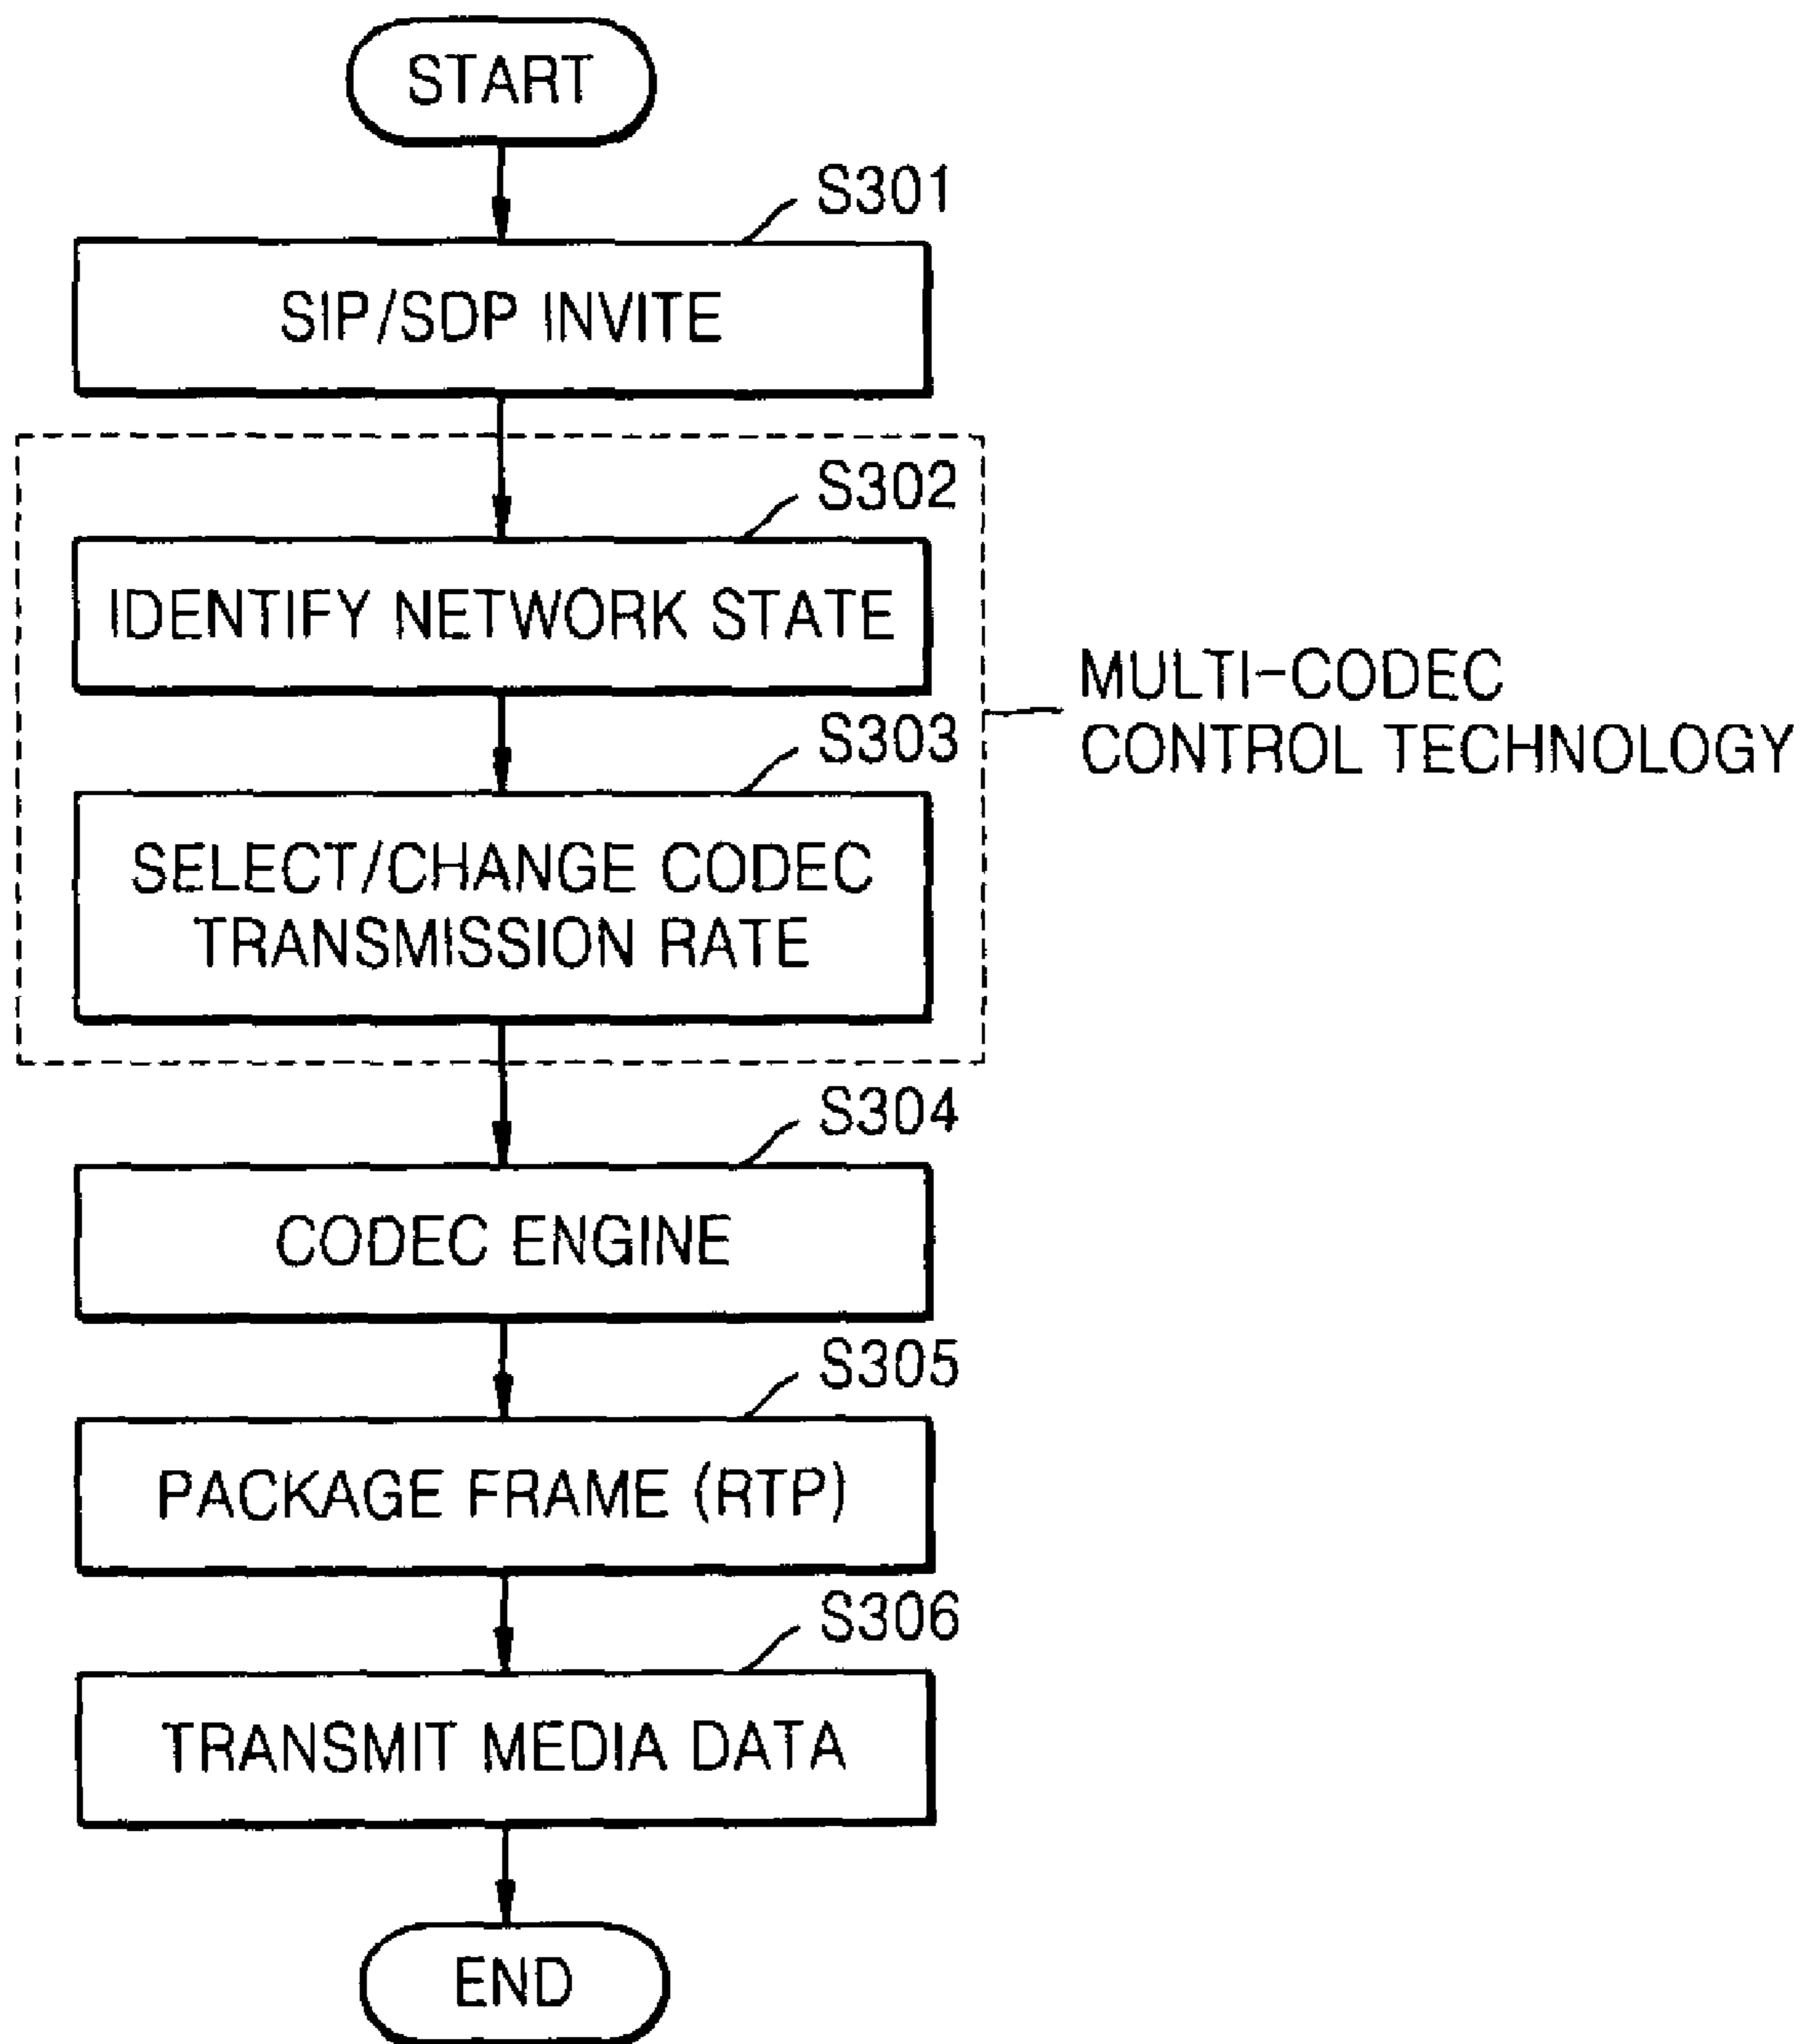 START
S301
SIP/SDP INVITE
S302
IDENTIFY NETWORK STATE
S303
SELECT/CHANGE CODEC
TRANSMISSION RATE
MULTI-CODEC
CONTROL TECHNOLOGY
S304
CODEC ENGINE
S305
PACKAGE FRAME (RTP)
S306
TRANSMIT MEDIA DATA
END